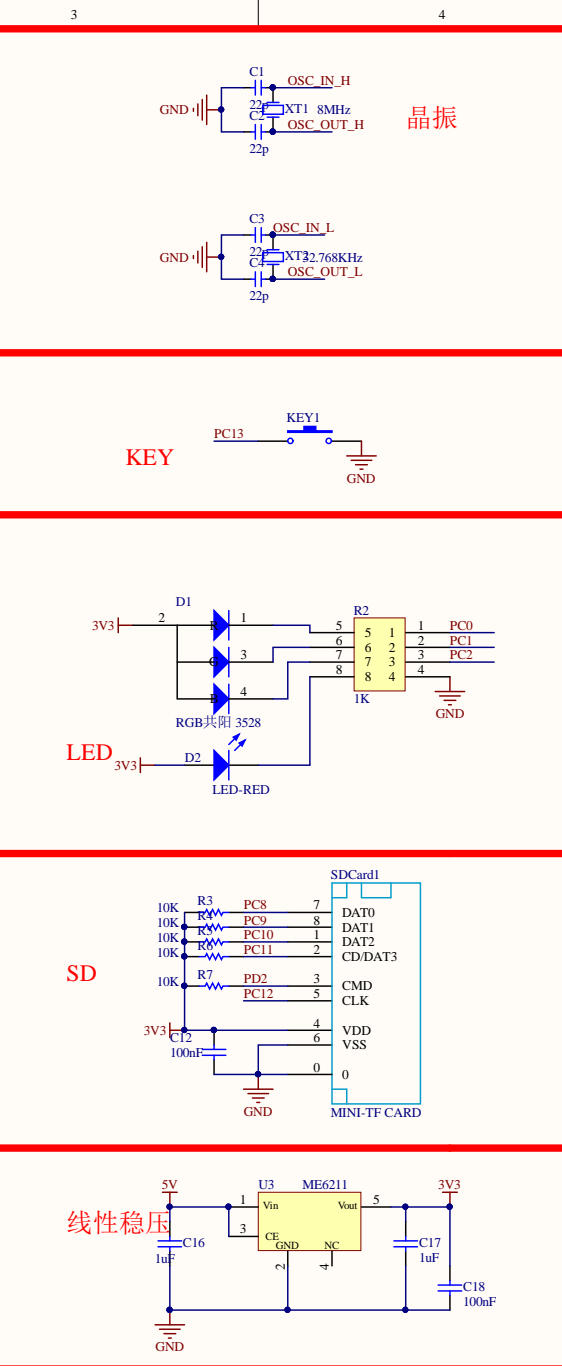 3 4
C1 OSC_IN_H
GND 22p XT1 8MHz 晶振
C2 OSC_OUT_H
22p
C3 OSC_IN_L
GND 22p XT2 32.768KHz
C4 OSC_OUT_L
22p
KEY1
PC13
KEY
GND
D1 R2
3V3 2 R 1 5 5 1 1 PC0
6 6 2 2 PC1
G 3 7 7 3 3 PC2
8 8 4 4
B 4 1K GND
RGB共阳 3528
LED 3V3 D2
LED-RED
SDCard1
10K R3 PC8 7 DAT0
10K R4 PC9 8 DAT1
10K R5 PC10 1 DAT2
10K R6 PC11 2 CD/DAT3
SD
10K R7 PD2 3 CMD
PC12 5 CLK
3V3 4 VDD
C12 6 VSS
100nF
0 0
GND MINI-TF CARD
5V U3 ME6211 3V3
1 Vin Vout 5
线性稳压
3 CE
C16 GND NC C17
1uF 2 4 1uF
C18
100nF
GND